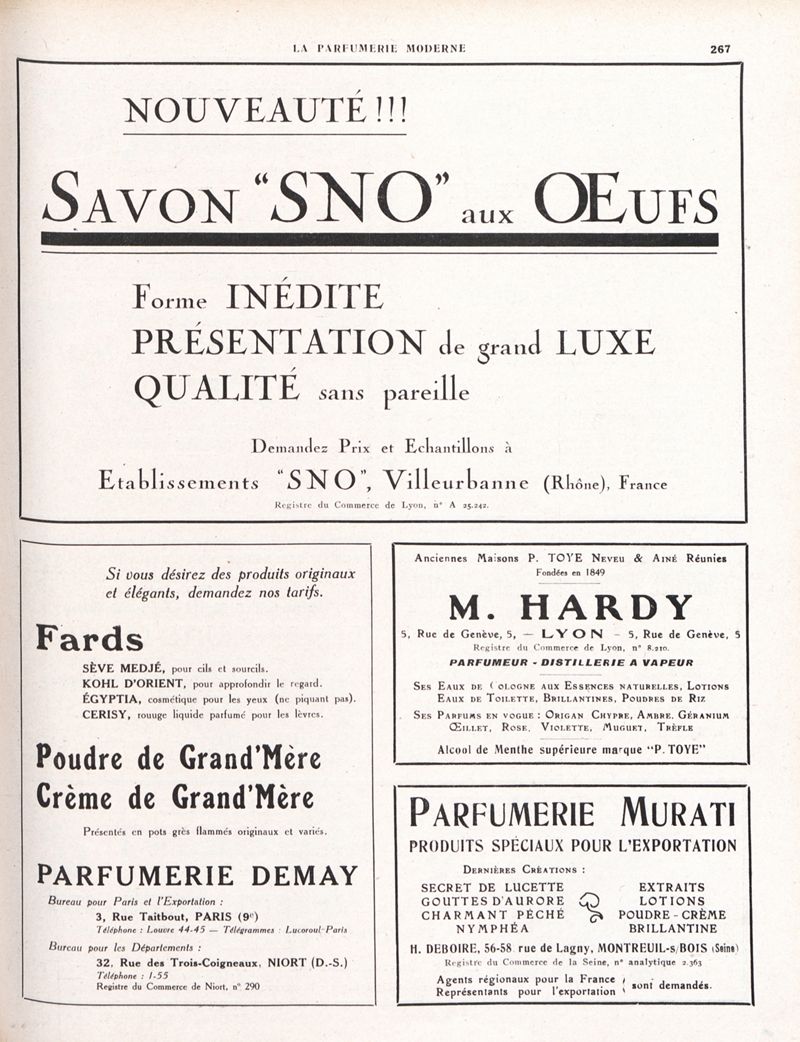 LA PARFUMERIE MODERNE
267
NOUVEAUTÉ !!!
SAVON "SNO" aux ŒUFS
Forme INÉDITE
PRÉSENTATION de grand LUXE
QUALITÉ sans pareille
Demandez Prix et Echantillons à
Etablissements "SNO", Villeurbanne (Rhône), France
Registre du Commerce de Lyon, n° A 25.242.
Si vous désirez des produits originaux
et élégants, demandez nos tarifs.
Fards
SÈVE MEDJÉ, pour cils et sourcils.
KOHL D'ORIENT, pour approfondir le regard.
ÉGYPTIA, cosmétique pour les yeux (ne piquant pas).
CERISY, rouuge liquide parfumé pour les lèvres.
Poudre de Grand'Mère
Crème de Grand'Mère
Présentés en pots grès flammés originaux et variés.
PARFUMERIE DEMAY
Bureau pour Paris et l'Exportation :
3, Rue Taitbout, PARIS (9e)
Téléphone : Louvre 44-45 — Télégrammes : Lucoroul-Paris
Bureau pour les Départements :
32, Rue des Trois-Coigneaux, NIORT (D.-S.)
Téléphone : 1-55
Registre du Commerce de Niort, n° 290
Anciennes Maisons P. TOYE NEVEU & AINÉ Réunies
Fondées en 1849
M. HARDY
5, Rue de Genève, 5, — LYON — 5, Rue de Genève, 5
Registre du Commerce de Lyon, n° 8.210.
PARFUMEUR - DISTILLERIE A VAPEUR
SES EAUX DE COLOGNE AUX ESSENCES NATURELLES, LOTIONS
EAUX DE TOILETTE, BRILLANTINES, POUDRES DE RIZ
SES PARFUMS EN VOGUE : ORIGAN CHYPRE, AMBRE, GÉRANIUM
ŒILLET, ROSE, VIOLETTE, MUGUET, TRÈFLE
Alcool de Menthe supérieure marque "P. TOYE"
PARFUMERIE MURATI
PRODUITS SPÉCIAUX POUR L'EXPORTATION
DERNIÈRES CRÉATIONS :
SECRET DE LUCETTE
GOUTTES D'AURORE
CHARMANT PÉCHÉ
NYMPHÉA
EXTRAITS
LOTIONS
POUDRE - CRÈME
BRILLANTINE
H. DEBOIRE, 56-58 rue de Lagny, MONTREUIL-s/BOIS (Seine)
Registre du Commerce de la Seine, n° analytique 2.363
Agents régionaux pour la France
Représentants pour l'exportation
sont demandés.